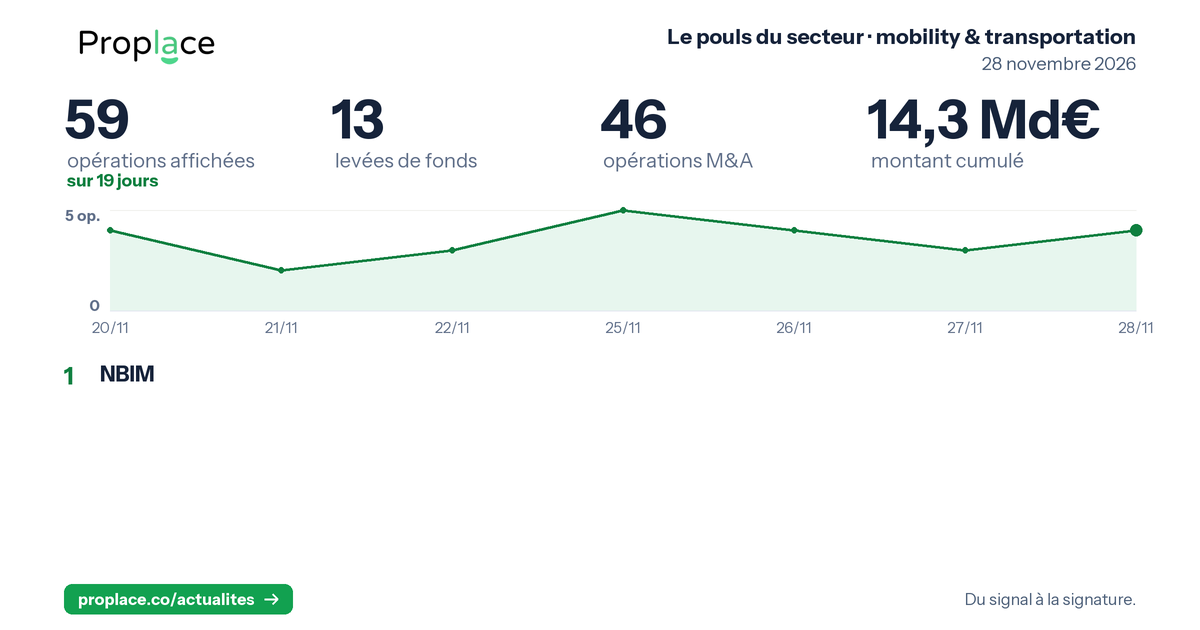 Proplace
Le pouls du secteur · mobility & transportation
28 novembre 2026
59
opérations affichées
sur 19 jours
13
levées de fonds
46
opérations M&A
14,3 Md€
montant cumulé
5 op.
0
20/11
21/11
22/11
25/11
26/11
27/11
28/11
1 NBIM
proplace.co/actualites →
Du signal à la signature.